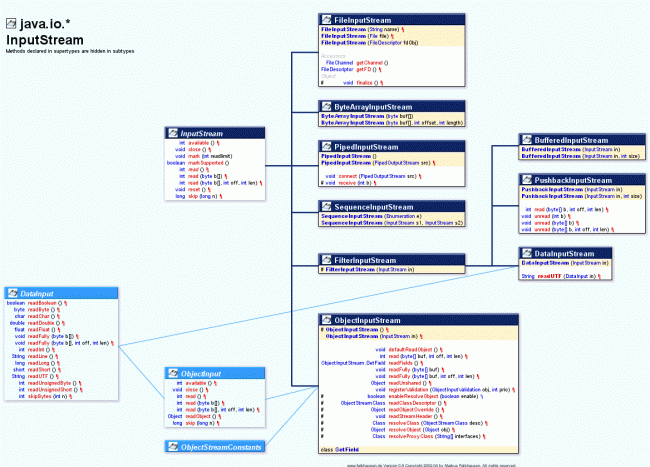 java.io.*
InputStream
Methods declared in supertypes are hidden in subtypes
FileInputStream
FileInputStream (String name) ¶
FileInputStream (File file) ¶
FileInputStream (FileDescriptor fdObj)
Accessors
FileChannel getChannel ()
FileDescriptor getFD () ¶
Object
# void finalize () ¶
ByteArrayInputStream
ByteArrayInputStream (byte buf[])
ByteArrayInputStream (byte buf[], int offset, int length)
InputStream
int available () ¶
void close () ¶
void mark (int readlimit)
boolean markSupported ()
int read () ¶
int read (byte b[]) ¶
int read (byte b[], int off, int len) ¶
void reset () ¶
long skip (long n) ¶
PipedInputStream
PipedInputStream ()
PipedInputStream (PipedOutputStream src) ¶
void connect (PipedOutputStream src) ¶
# void receive (int b) ¶
BufferedInputStream
BufferedInputStream (InputStream in)
BufferedInputStream (InputStream in, int size)
PushbackInputStream
PushbackInputStream (InputStream in)
PushbackInputStream (InputStream in, int size)
int read (byte[] b, int off, int len) ¶
void unread (int b) ¶
void unread (byte[] b) ¶
void unread (byte[] b, int off, int len) ¶
SequenceInputStream
SequenceInputStream (Enumeration e)
SequenceInputStream (InputStream s1, InputStream s2)
FilterInputStream
# FilterInputStream (InputStream in)
DataInputStream
DataInputStream (InputStream in)
String readUTF (DataInput in) ¶
DataInput
boolean readBoolean () ¶
byte readByte () ¶
char readChar () ¶
double readDouble () ¶
float readFloat () ¶
void readFully (byte b[]) ¶
void readFully (byte b[], int off, int len) ¶
int readInt () ¶
String readLine () ¶
long readLong () ¶
short readShort () ¶
String readUTF () ¶
int readUnsignedByte () ¶
int readUnsignedShort () ¶
int skipBytes (int n) ¶
ObjectInput
int available () ¶
void close () ¶
int read () ¶
int read (byte b[]) ¶
int read (byte b[], int off, int len) ¶
Object readObject () ¶
long skip (long n) ¶
ObjectStreamConstants
ObjectInputStream
# ObjectInputStream () ¶
ObjectInputStream (InputStream in) ¶
void defaultReadObject () ¶
int read (byte[] buf, int off, int len) ¶
ObjectInputStream.GetField readFields () ¶
void readFully (byte[] buf) ¶
void readFully (byte[] buf, int off, int len) ¶
Object readUnshared () ¶
void registerValidation (ObjectInputValidation obj, int prio) ¶
# boolean enableResolveObject (boolean enable) ¶
# ObjectStreamClass readClassDescriptor () ¶
# Object readObjectOverride () ¶
# void readStreamHeader () ¶
# Class resolveClass (ObjectStreamClass desc) ¶
# Object resolveObject (Object obj) ¶
# Class resolveProxyClass (String[] interfaces) ¶
class GetField